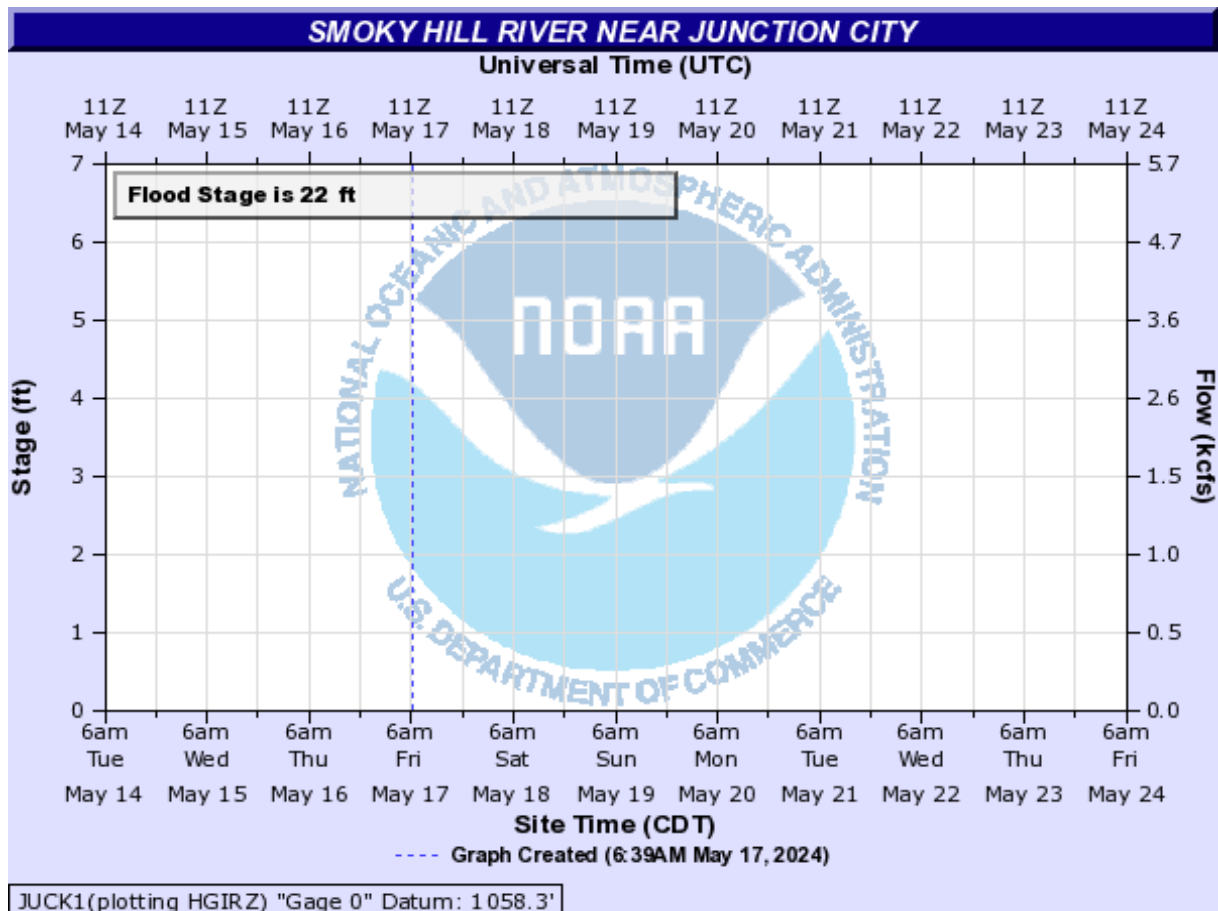 SMOKY HILL RIVER NEAR JUNCTION CITY
Universal Time (UTC)
11Z 11Z 11Z 11Z 11Z 11Z 11Z 11Z 11Z 11Z 11Z
May 14 May 15 May 16 May 17 May 18 May 19 May 20 May 21 May 22 May 23 May 24
Flood Stage is 22 ft
7 5.7
6 4.7
5 3.6
4 2.6
3 1.5
2 1.0
1 0.5
0 0.0
Stage (ft)
Flow (kcfs)
NATIONAL OCEANIC AND ATMOSPHERIC ADMINISTRATION
NOAA
U.S. DEPARTMENT OF COMMERCE
6am 6am 6am 6am 6am 6am 6am 6am 6am 6am 6am
Tue Wed Thu Fri Sat Sun Mon Tue Wed Thu Fri
May 14 May 15 May 16 May 17 May 18 May 19 May 20 May 21 May 22 May 23 May 24
Site Time (CDT)
---- Graph Created (6:39AM May 17, 2024)
JUCK1(plotting HGIRZ) "Gage 0" Datum: 1058.3'